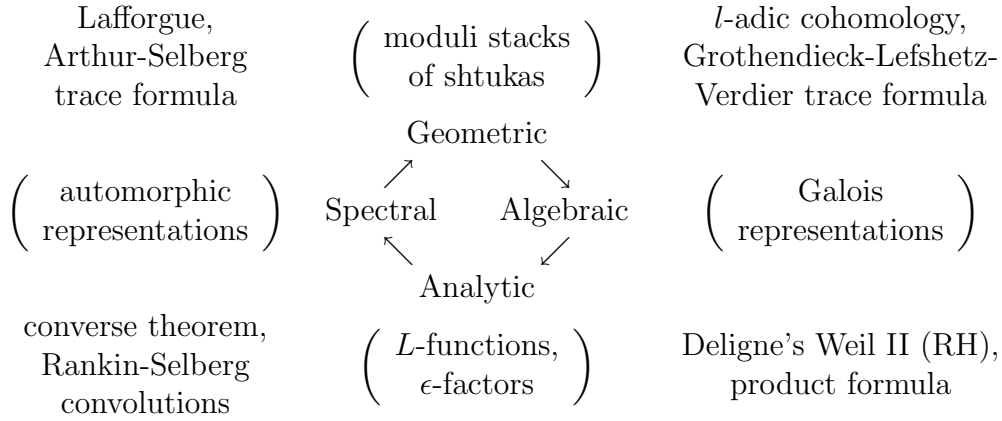 Lafforgue,
Arthur-Selberg
trace formula
( moduli stacks
of shtukas )
l-adic cohomology,
Grothendieck-Lefshetz-
Verdier trace formula
Geometric
( automorphic
representations )
Spectral
Algebraic
( Galois
representations )
Analytic
converse theorem,
Rankin-Selberg
convolutions
( L-functions,
ϵ-factors )
Deligne's Weil II (RH),
product formula